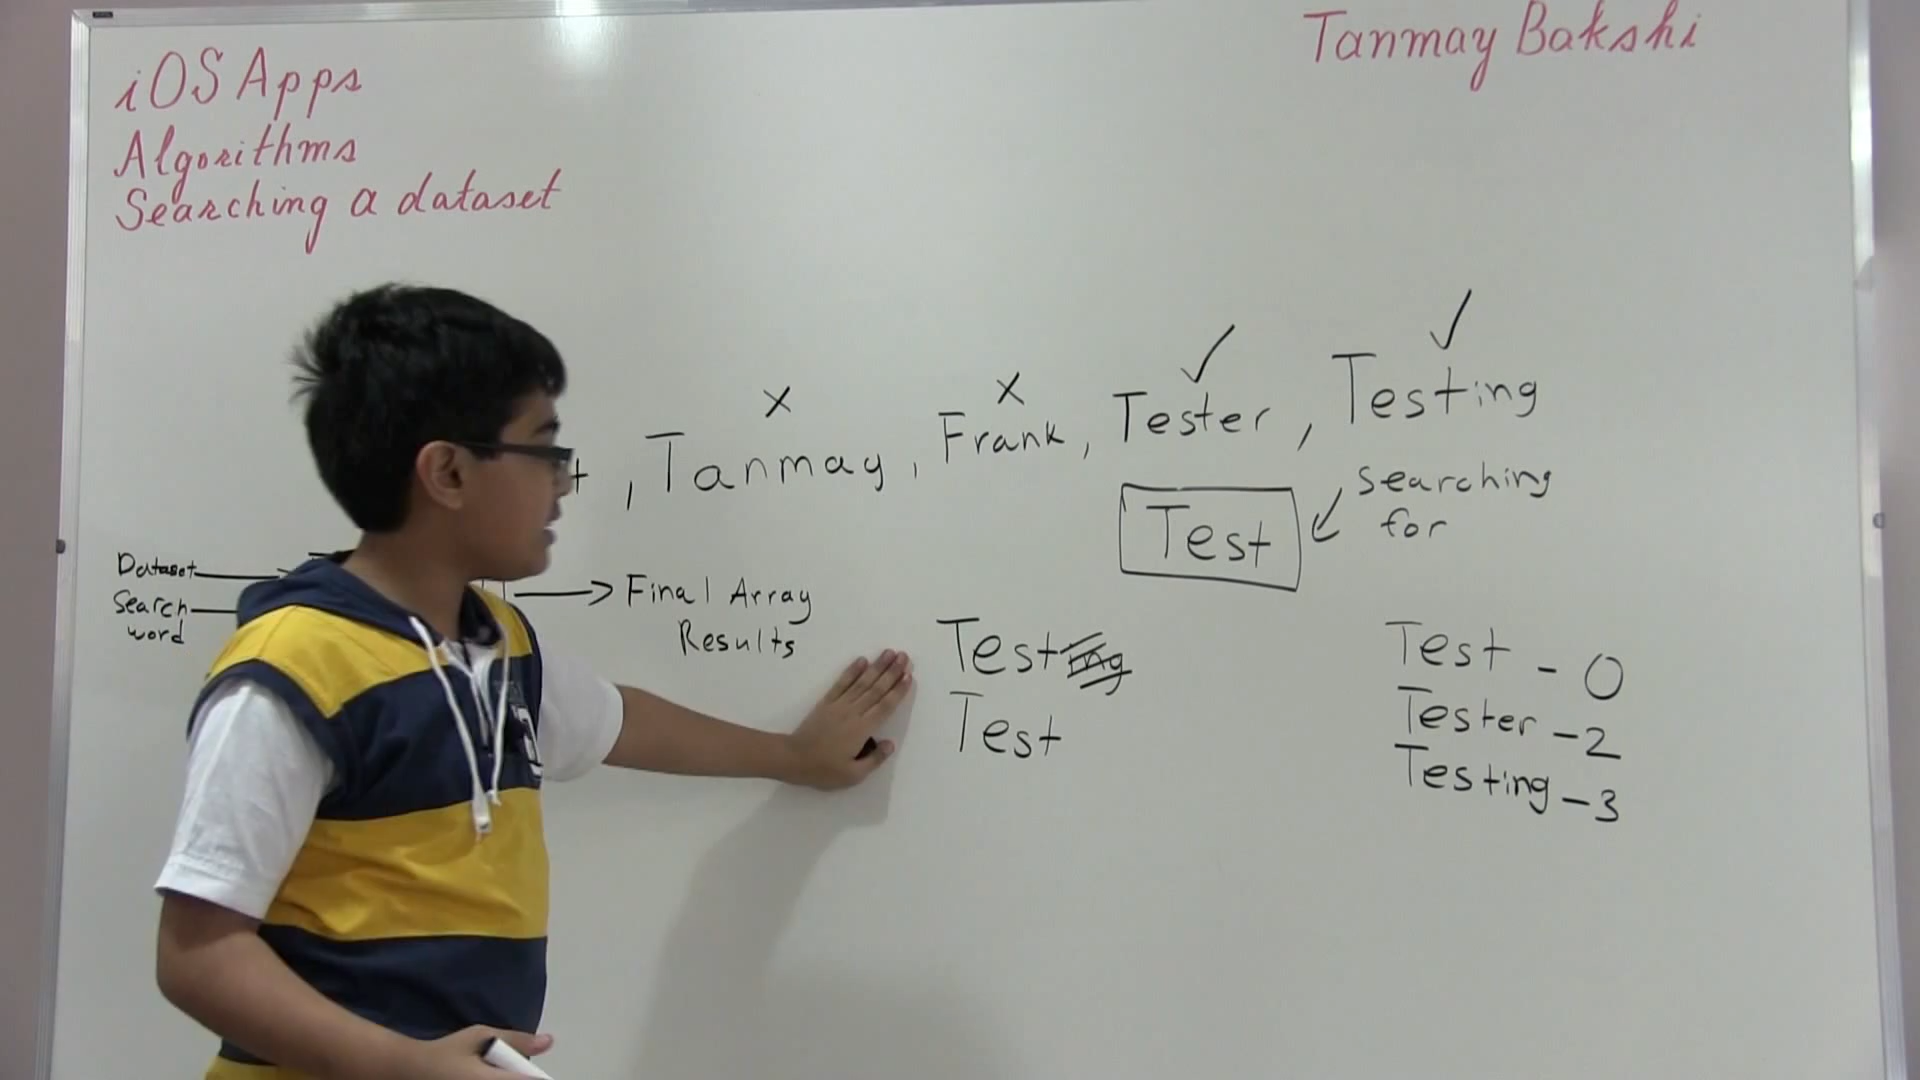 Tanmay Bakshi
iOS Apps
Algorithms
Searching a dataset
x x ✓ ✓
, Tanmay, Frank, Tester, Testing
Test
searching
for
Dataset
Search
word
Final Array
Results
Testing
Test
Test - 0
Tester - 2
Testing - 3